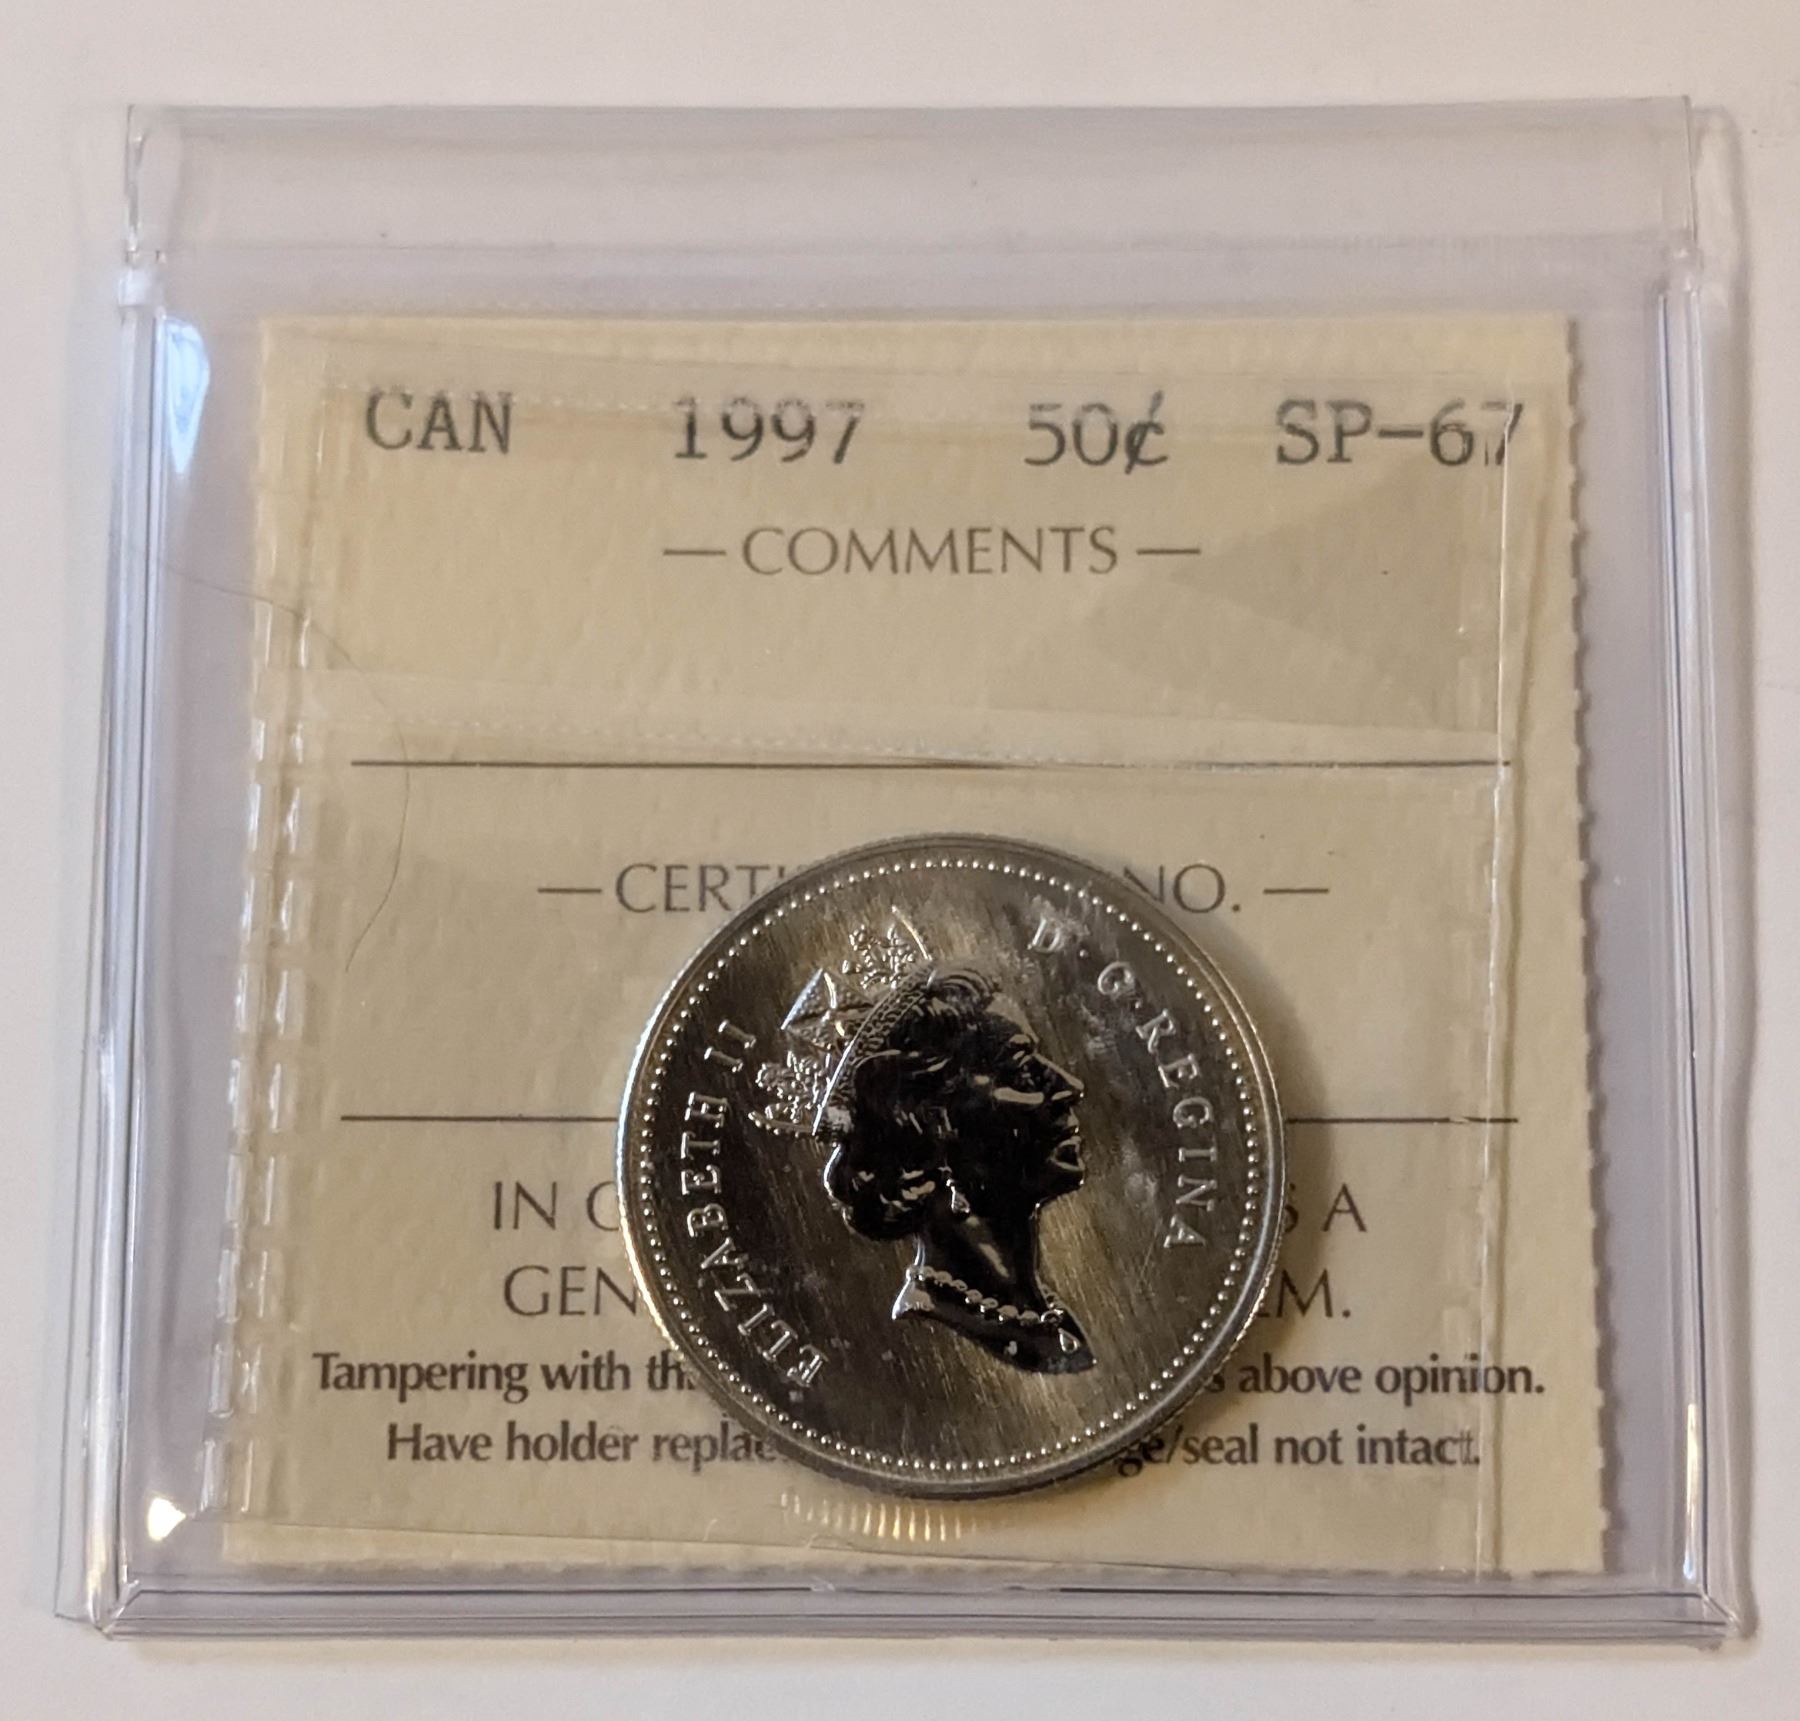 CAN 1997 50¢ SP-67
— COMMENTS —
— CERTI NO. —
IN A
GEN EM.
Tampering with th above opinion.
Have holder replac ge/seal not intact.
ELIZABETH II D·G·REGINA